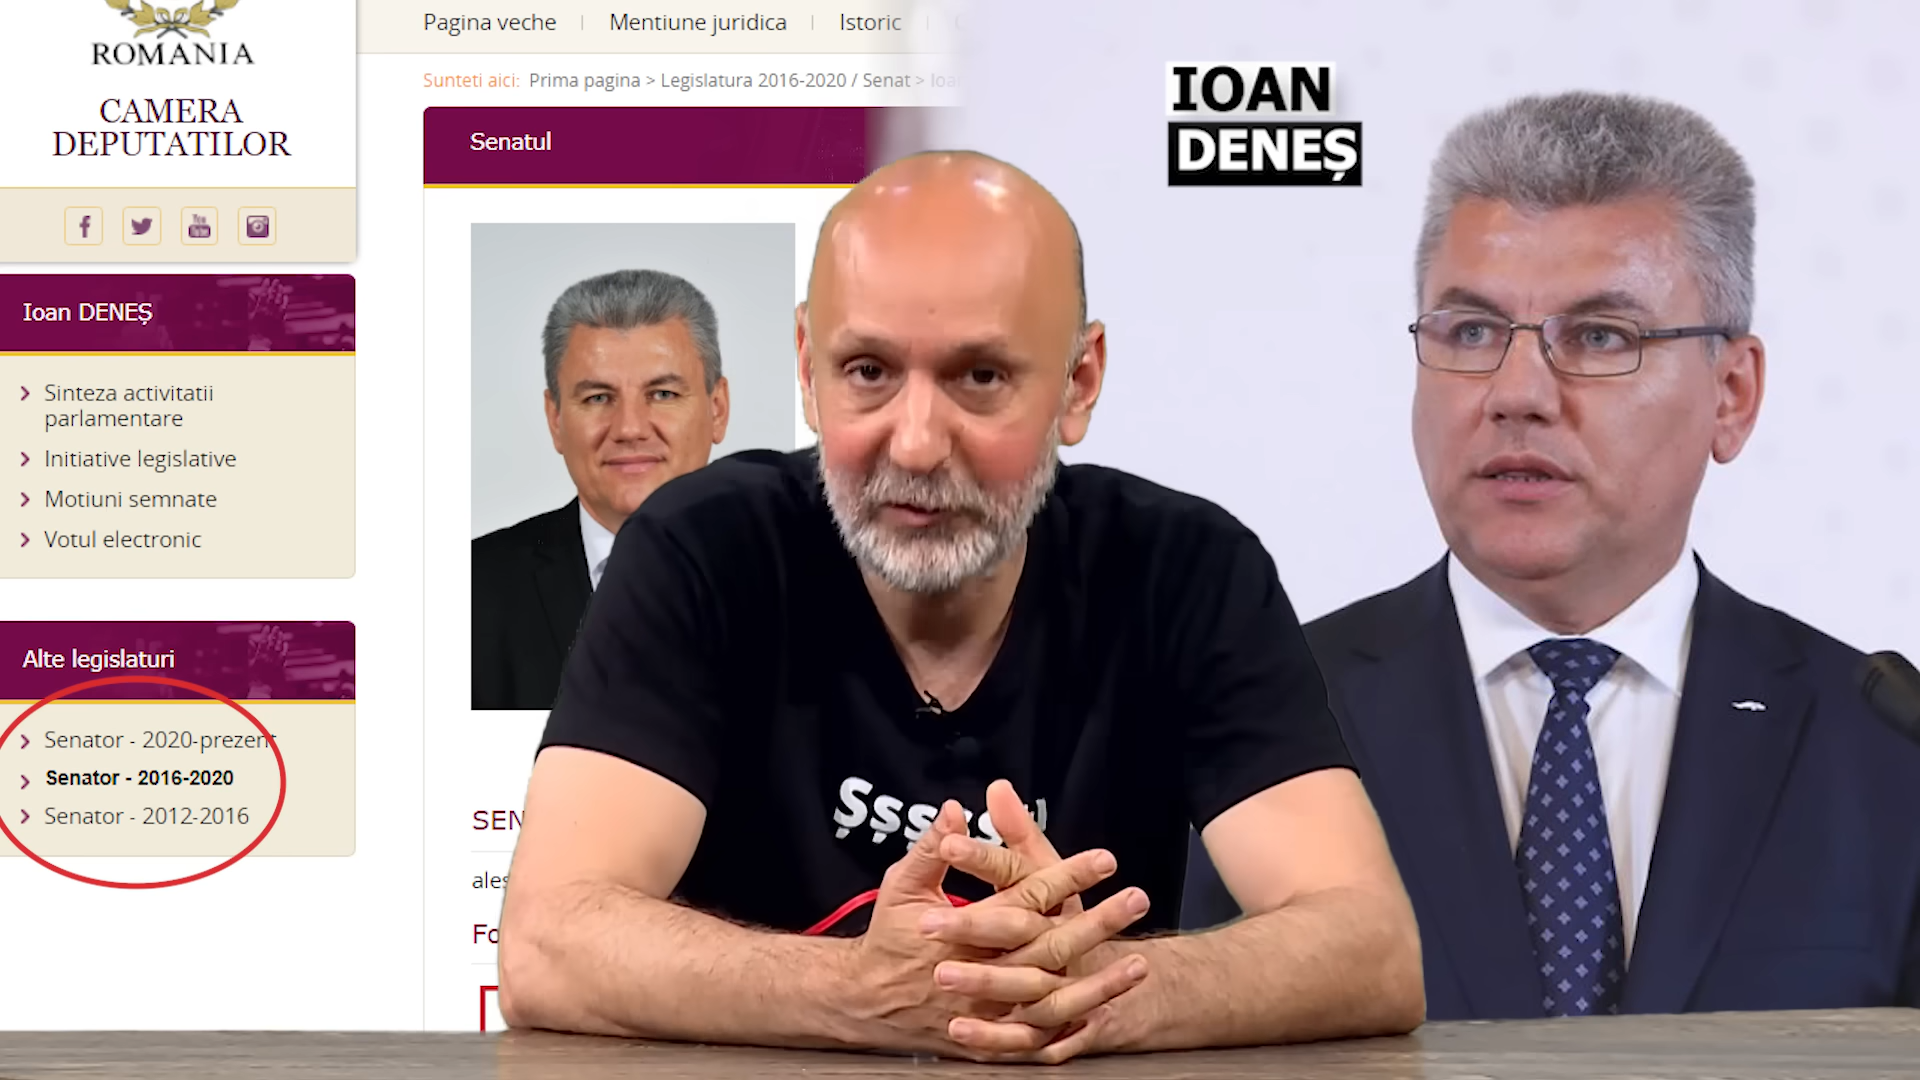 ROMANIA
CAMERA
DEPUTATILOR
Ioan DENEȘ
Sinteza activitatii
parlamentare
Initiative legislative
Motiuni semnate
Votul electronic
Alte legislaturi
Senator - 2020-prezent
Senator - 2016-2020
Senator - 2012-2016
Pagina veche
Mentiune juridica
Istoric
Sunteti aici: Prima pagina > Legislatura 2016-2020 / Senat > Ioan
Senatul
IOAN
DENEȘ